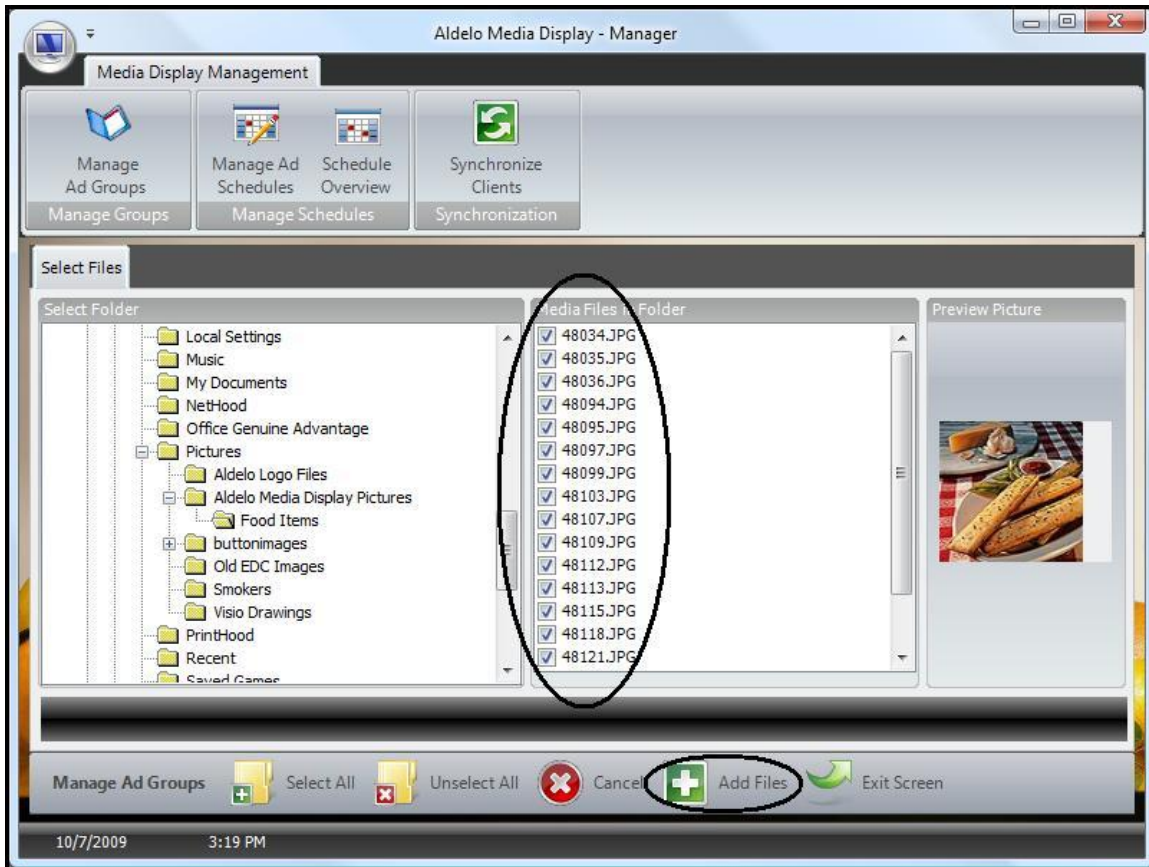 Aldelo Media Display - Manager
Media Display Management
Manage Ad Groups
Manage Ad Schedules
Schedule Overview
Synchronize Clients
Manage Groups
Manage Schedules
Synchronization
Select Files
Select Folder
Local Settings
Music
My Documents
NetHood
Office Genuine Advantage
Pictures
Aldelo Logo Files
Aldelo Media Display Pictures
Food Items
buttonimages
Old EDC Images
Smokers
Visio Drawings
PrintHood
Recent
Saved Games
Media Files In Folder
48034.JPG
48035.JPG
48036.JPG
48094.JPG
48095.JPG
48097.JPG
48099.JPG
48103.JPG
48107.JPG
48109.JPG
48112.JPG
48113.JPG
48115.JPG
48118.JPG
48121.JPG
Preview Picture
Manage Ad Groups
Select All
Unselect All
Cancel
Add Files
Exit Screen
10/7/2009
3:19 PM